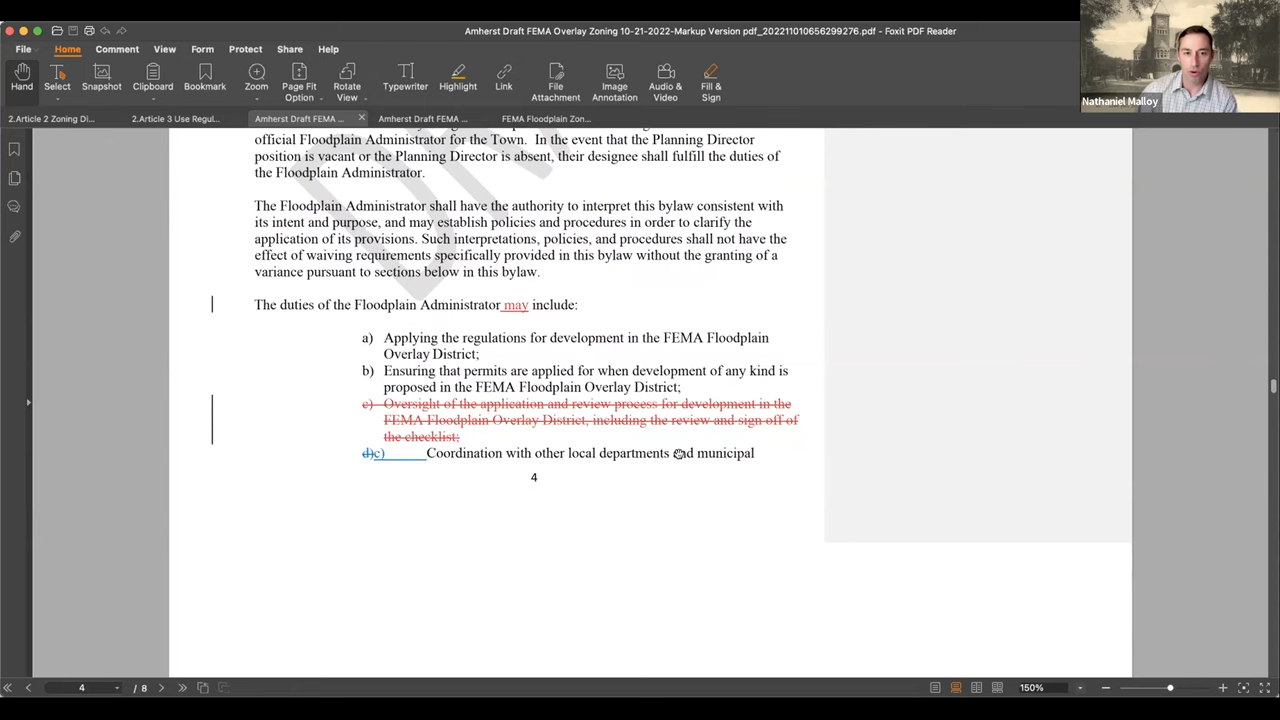 Amherst Draft FEMA Overlay Zoning 10-21-2022-Markup Version pdf_202211010656299276.pdf - Foxit PDF Reader
File Home Comment View Form Protect Share Help
Hand Select Snapshot Clipboard Bookmark Zoom Page Fit Option Rotate View Typewriter Highlight Link File Attachment Image Annotation Audio & Video Fill & Sign
Nathaniel Malloy
2.Article 2 Zoning Di... 2.Article 3 Use Regul... Amherst Draft FEMA ... Amherst Draft FEMA ... FEMA Floodplain Zon...
official Floodplain Administrator for the Town. In the event that the Planning Director
position is vacant or the Planning Director is absent, their designee shall fulfill the duties of
the Floodplain Administrator.
The Floodplain Administrator shall have the authority to interpret this bylaw consistent with
its intent and purpose, and may establish policies and procedures in order to clarify the
application of its provisions. Such interpretations, policies, and procedures shall not have the
effect of waiving requirements specifically provided in this bylaw without the granting of a
variance pursuant to sections below in this bylaw.
The duties of the Floodplain Administrator may include:
a) Applying the regulations for development in the FEMA Floodplain
Overlay District;
b) Ensuring that permits are applied for when development of any kind is
proposed in the FEMA Floodplain Overlay District;
c) Oversight of the application and review process for development in the
FEMA Floodplain Overlay District, including the review and sign off of
the checklist;
d)c) Coordination with other local departments and municipal
4
4 / 8 150%